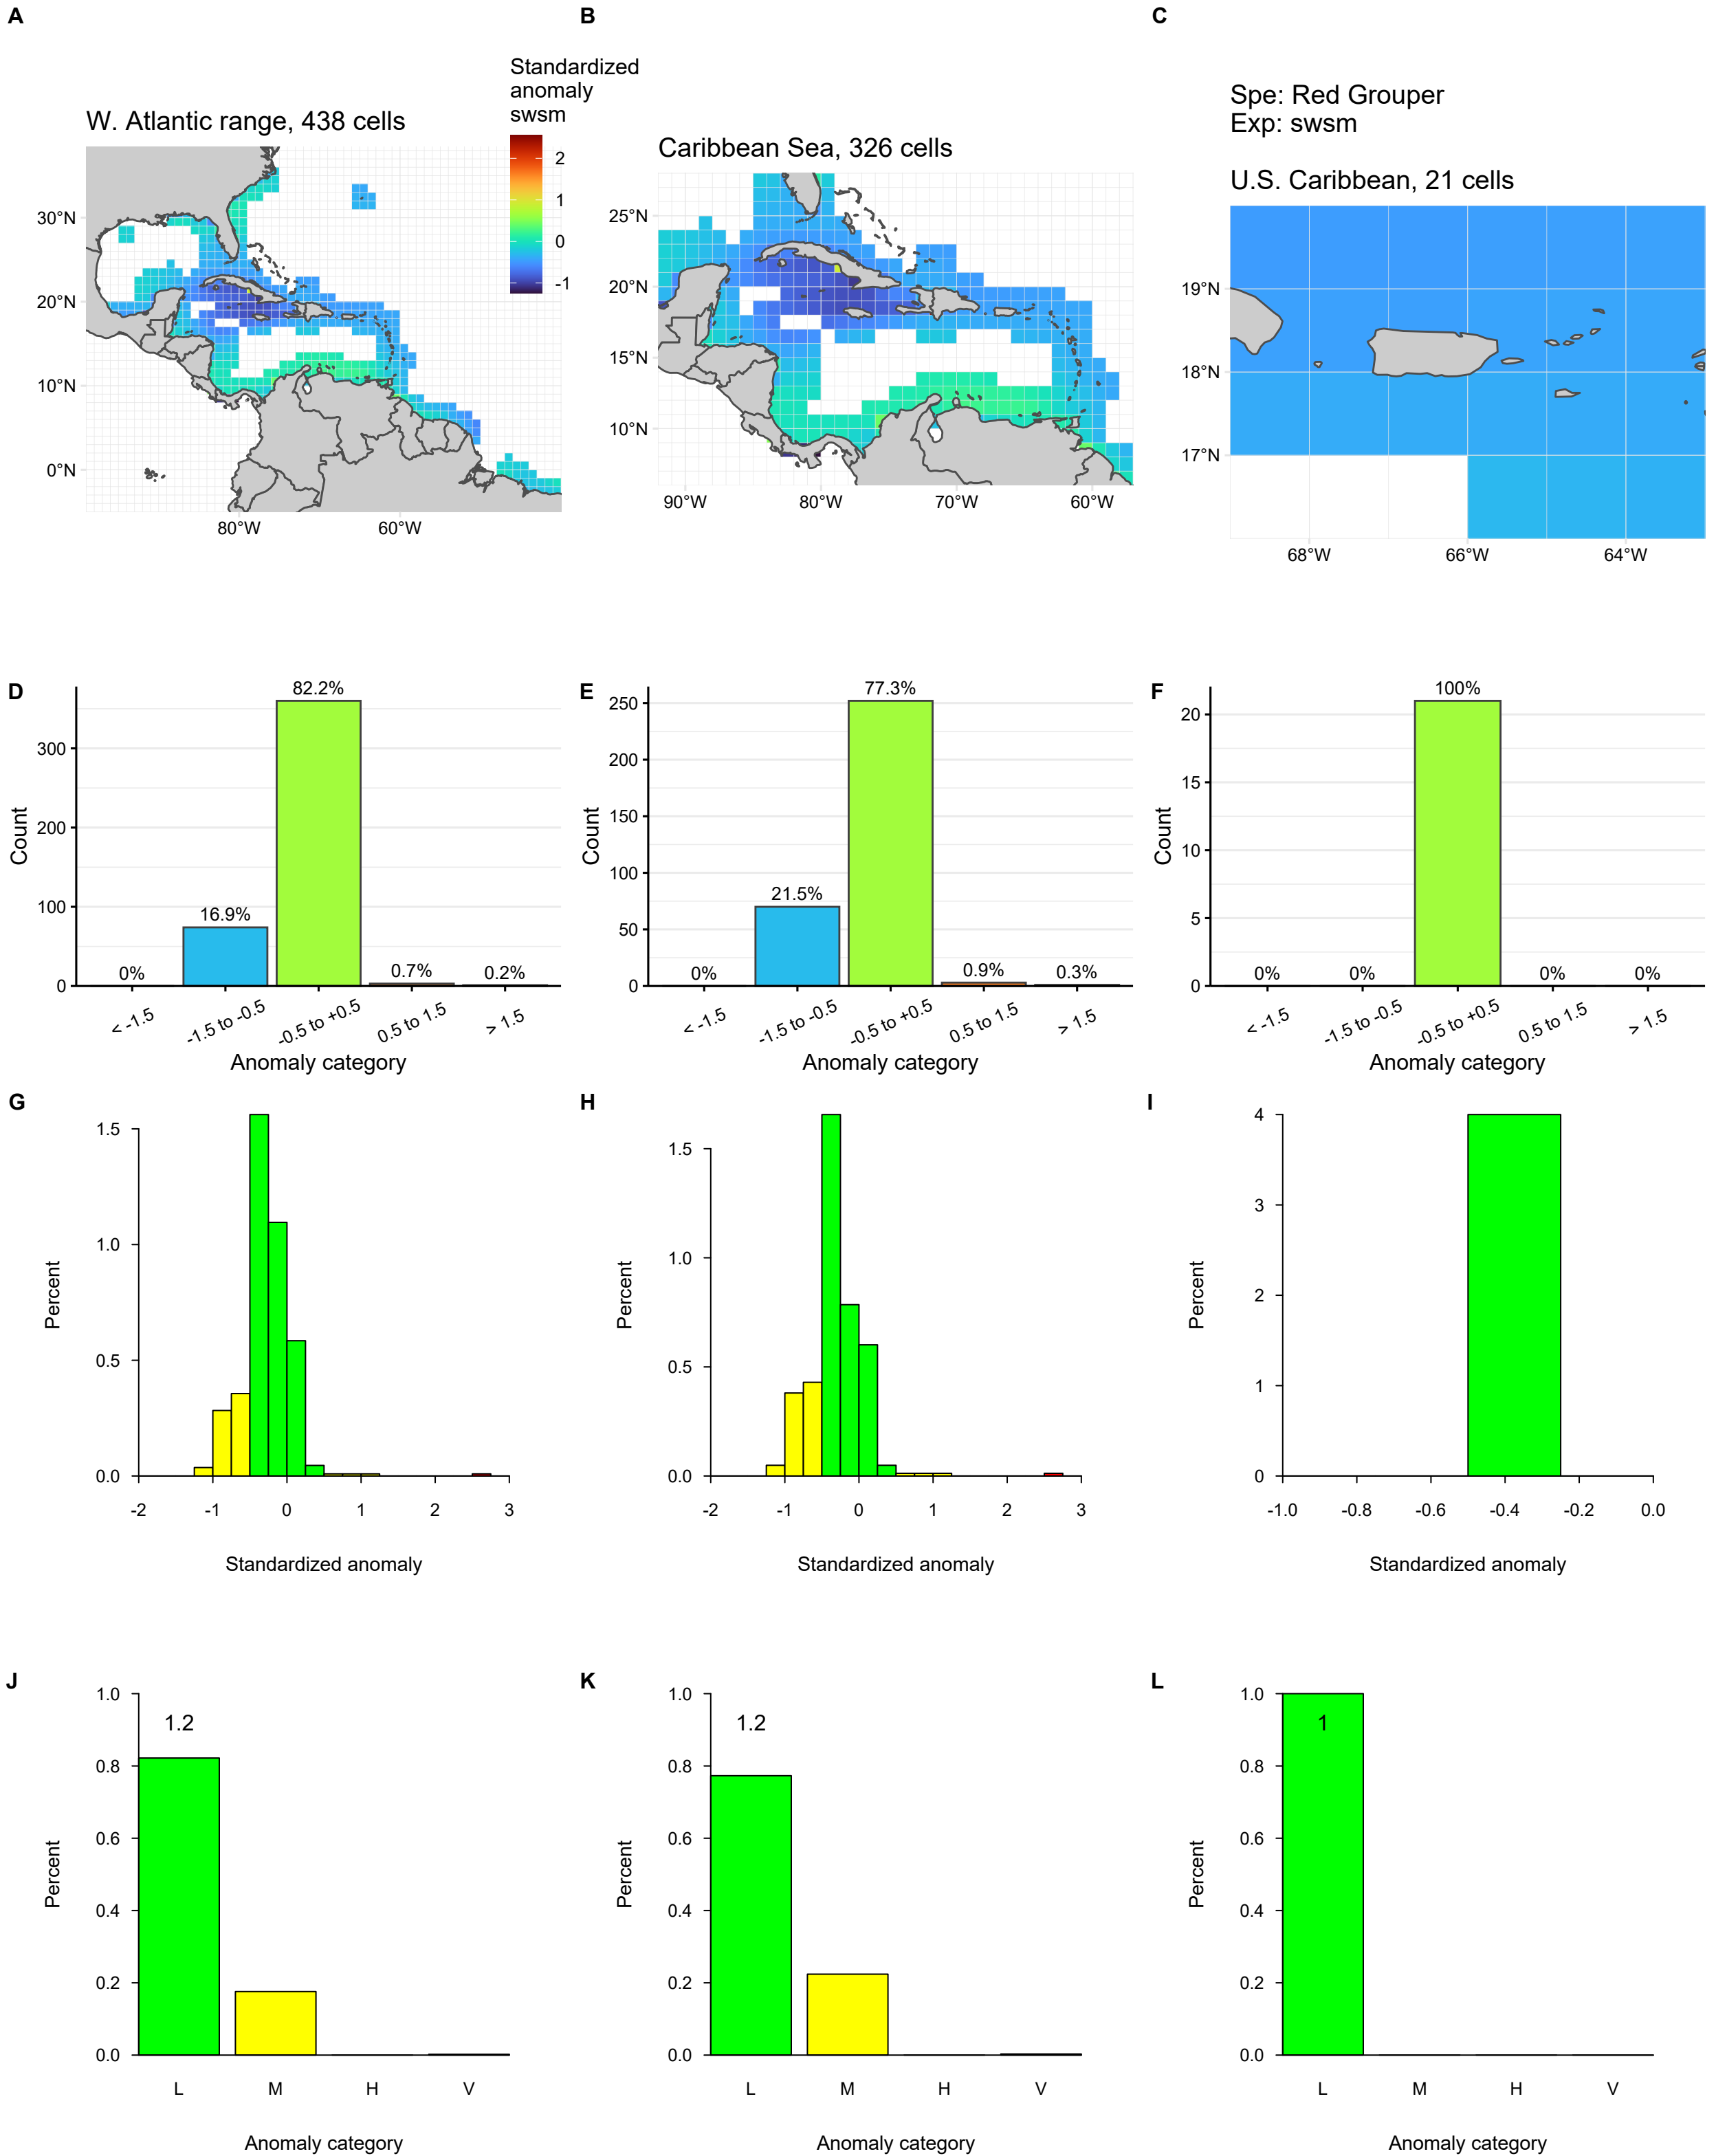 A
B
C
Standardized
anomaly
swsm
2
1
0
-1
W. Atlantic range, 438 cells
30°N
20°N
10°N
0°N
80°W
60°W
Caribbean Sea, 326 cells
25°N
20°N
15°N
10°N
90°W
80°W
70°W
60°W
Spe: Red Grouper
Exp: swsm
U.S. Caribbean, 21 cells
19°N
18°N
17°N
68°W
66°W
64°W
D
Count
300
200
100
0
0%
16.9%
82.2%
0.7%
0.2%
< -1.5
-1.5 to -0.5
-0.5 to +0.5
0.5 to 1.5
> 1.5
Anomaly category
E
Count
250
200
150
100
50
0
0%
21.5%
77.3%
0.9%
0.3%
< -1.5
-1.5 to -0.5
-0.5 to +0.5
0.5 to 1.5
> 1.5
Anomaly category
F
Count
20
15
10
5
0
0%
0%
100%
0%
0%
< -1.5
-1.5 to -0.5
-0.5 to +0.5
0.5 to 1.5
> 1.5
Anomaly category
G
Percent
1.5
1.0
0.5
0.0
-2
-1
0
1
2
3
Standardized anomaly
H
Percent
1.5
1.0
0.5
0.0
-2
-1
0
1
2
3
Standardized anomaly
I
Percent
4
3
2
1
0
-1.0
-0.8
-0.6
-0.4
-0.2
0.0
Standardized anomaly
J
Percent
1.0
0.8
0.6
0.4
0.2
0.0
1.2
L
M
H
V
Anomaly category
K
Percent
1.0
0.8
0.6
0.4
0.2
0.0
1.2
L
M
H
V
Anomaly category
L
Percent
1.0
0.8
0.6
0.4
0.2
0.0
1
L
M
H
V
Anomaly category